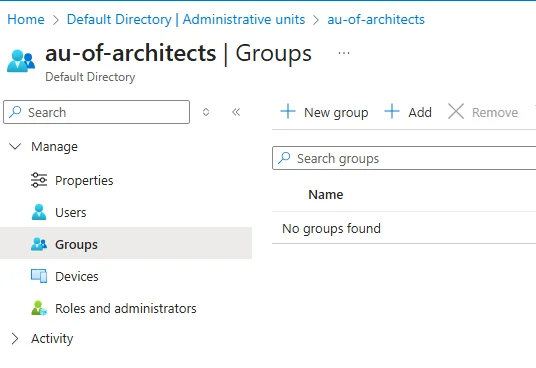 Home > Default Directory | Administrative units > au-of-architects
au-of-architects | Groups ...
Default Directory
Search
«
+ New group + Add × Remove
Manage
Search groups
Properties
Name
Users
No groups found
Groups
Devices
Roles and administrators
Activity